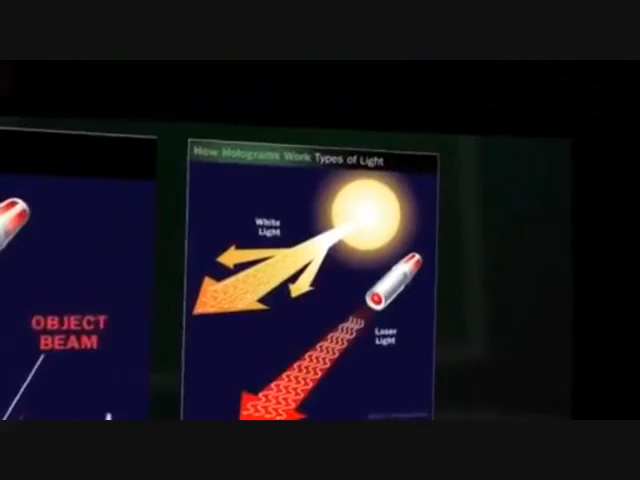 How Holograms Work Types of Light
White
Light
Laser
Light
OBJECT
BEAM